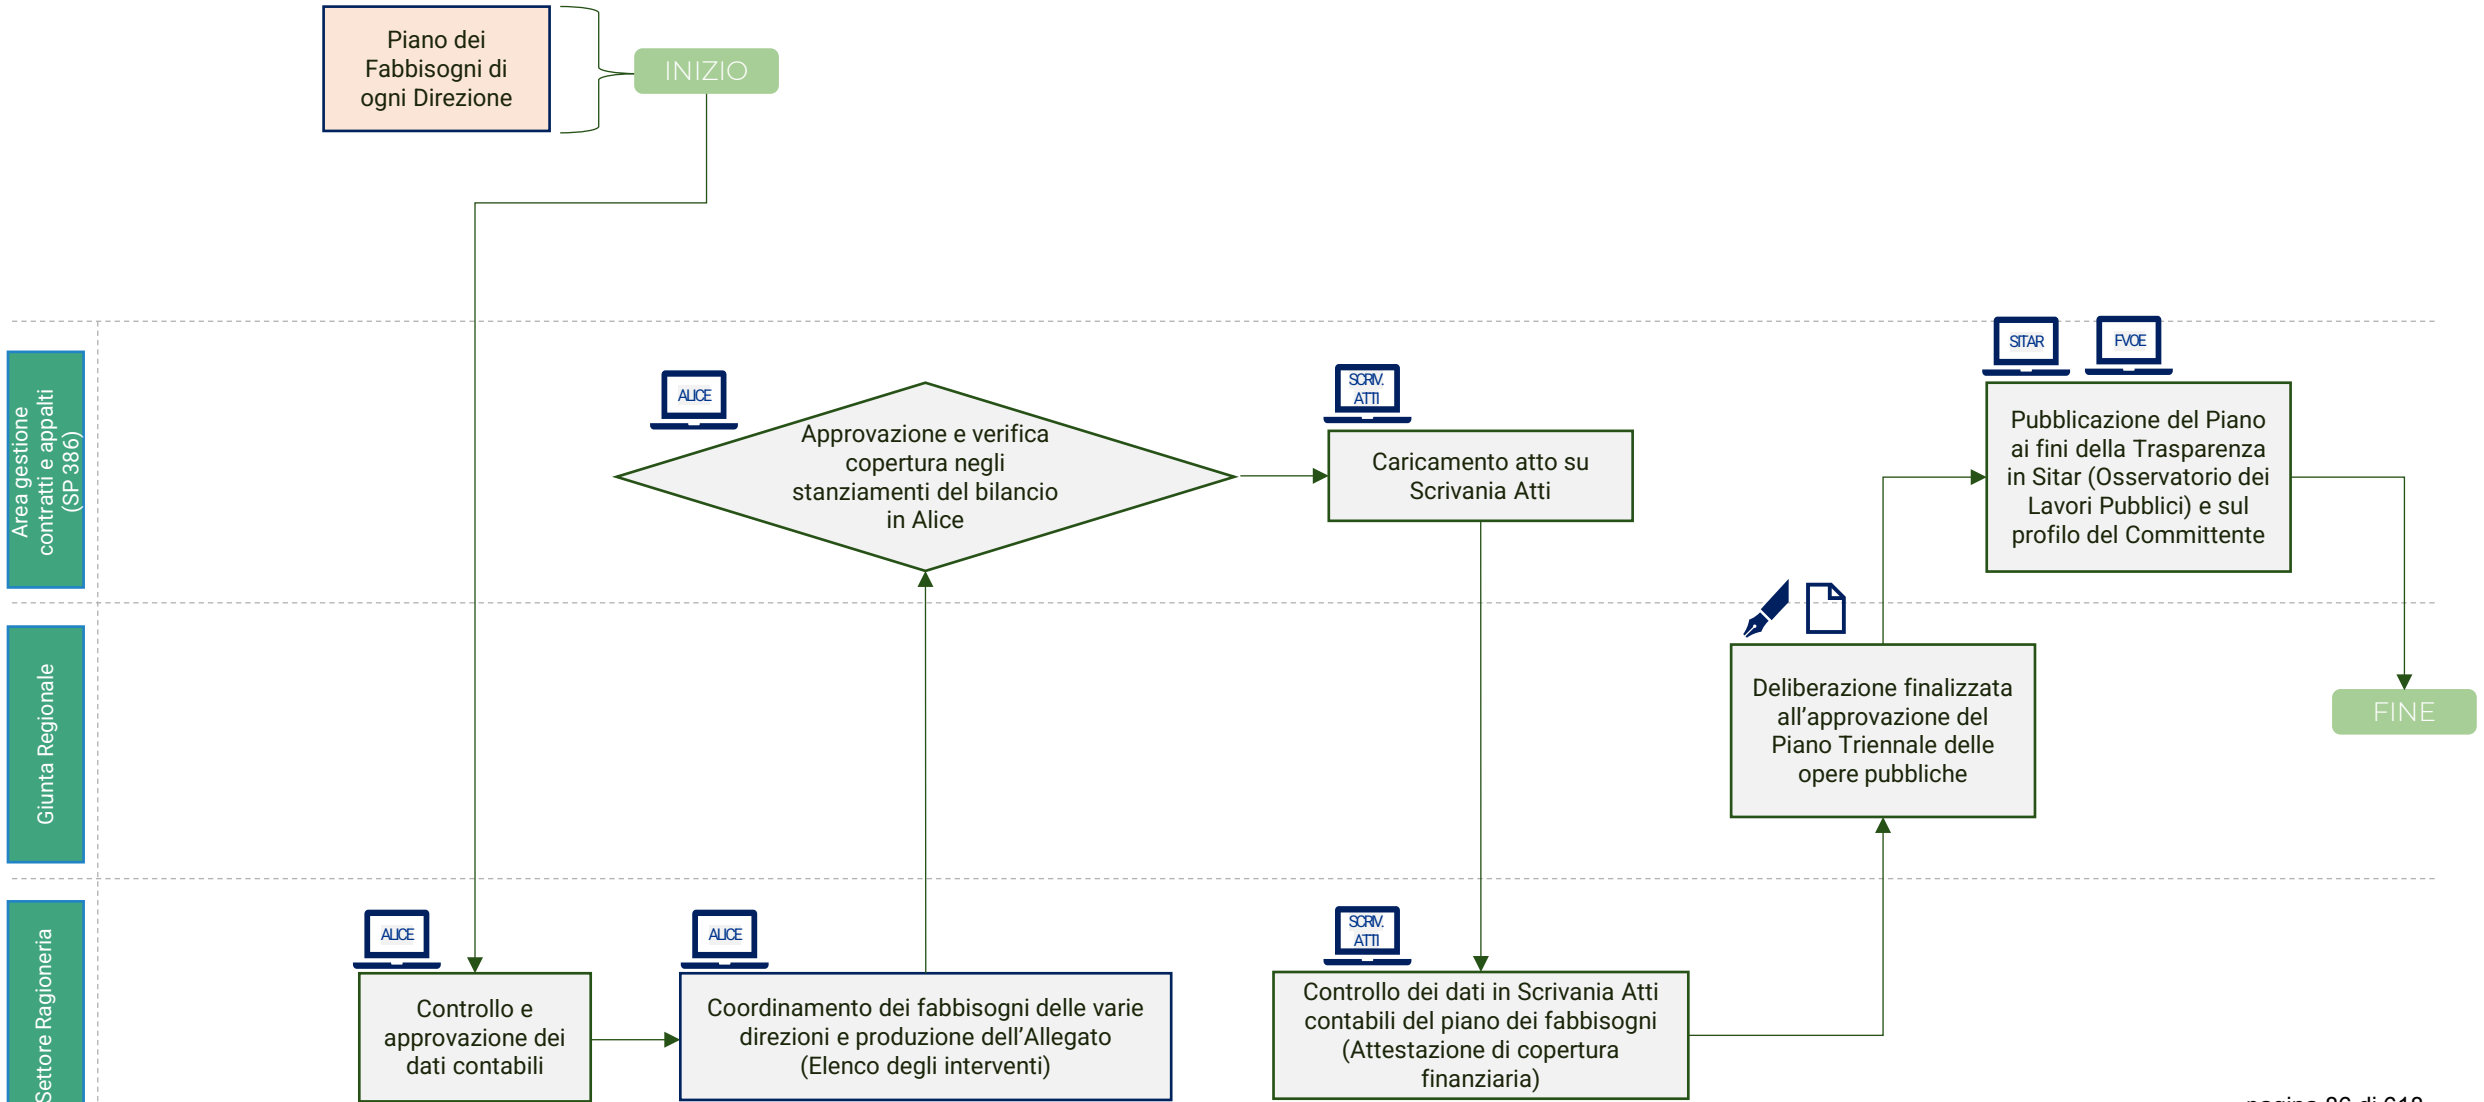 Piano dei
Fabbisogni di
ogni Direzione
INIZIO
Area gestione
contratti e appalti
(SP 386)
ALICE
Approvazione e verifica
copertura negli
stanziamenti del bilancio
in Alice
SCRIV.
ATTI
Caricamento atto su
Scrivania Atti
SITAR
FVOE
Pubblicazione del Piano
ai fini della Trasparenza
in Sitar (Osservatorio dei
Lavori Pubblici) e sul
profilo del Committente
Giunta Regionale
Deliberazione finalizzata
all’approvazione del
Piano Triennale delle
opere pubbliche
FINE
Settore Ragioneria
ALICE
Controllo e
approvazione dei
dati contabili
ALICE
Coordinamento dei fabbisogni delle varie
direzioni e produzione dell’Allegato
(Elenco degli interventi)
SCRIV.
ATTI
Controllo dei dati in Scrivania Atti
contabili del piano dei fabbisogni
(Attestazione di copertura
finanziaria)
pagina 86 di 618